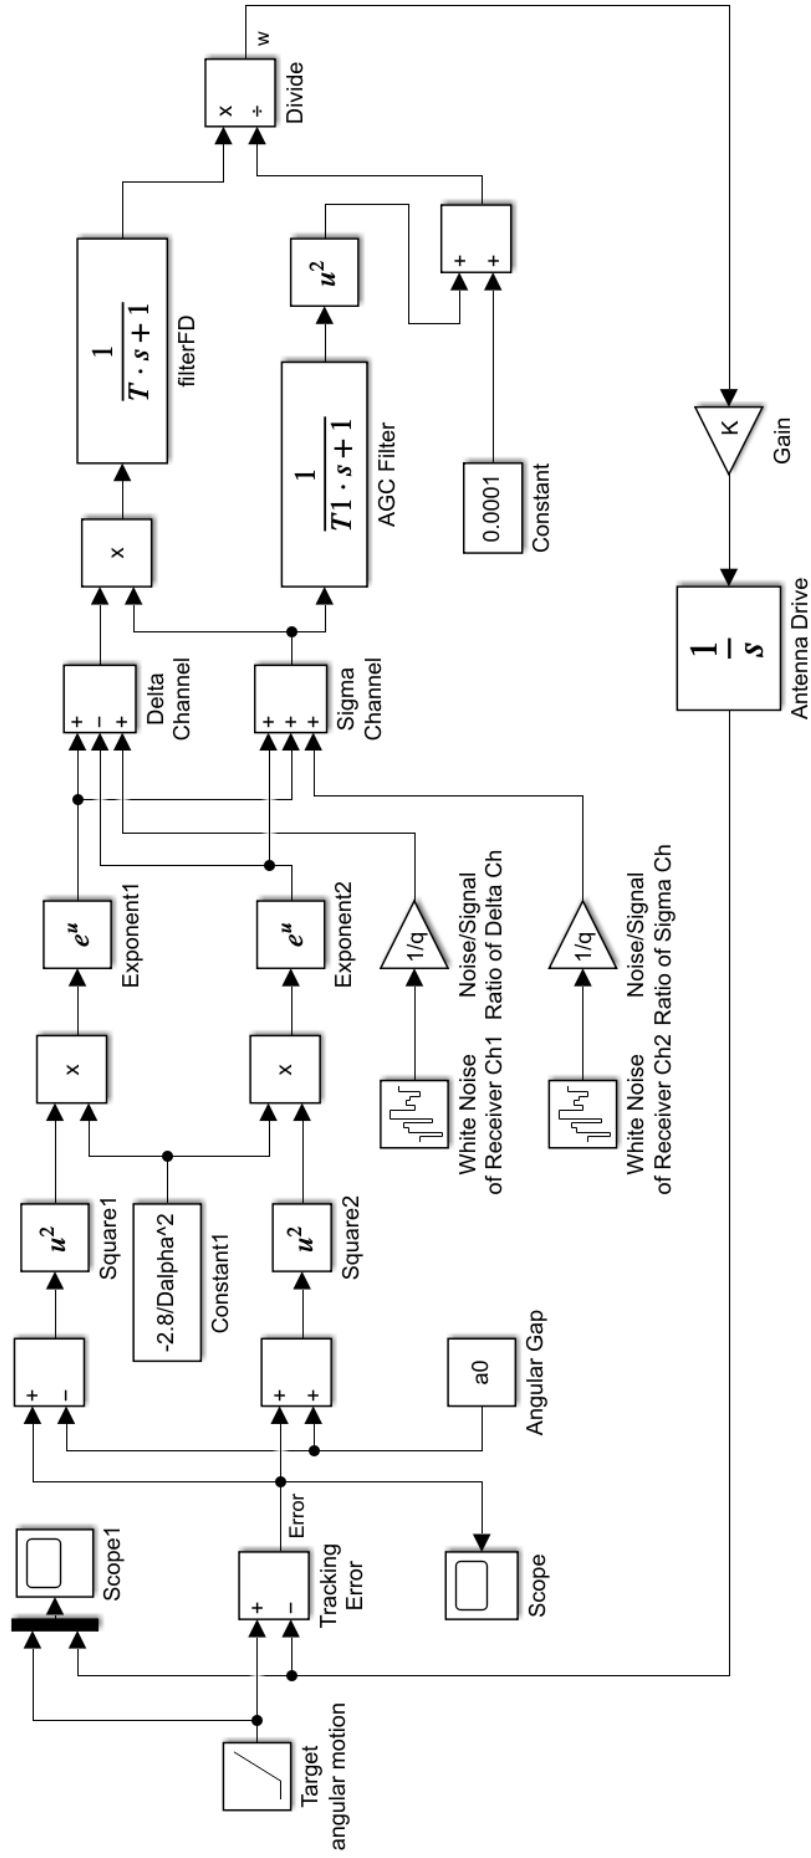 Target
angular motion
Scope1
+
−
Tracking
Error
Error
Scope
+
−
+
+
a0
Angular Gap
u²
Square1
-2.8/Dalpha^2
Constant1
u²
Square2
x
x
White Noise
of Receiver Ch1
White Noise
of Receiver Ch2
eᵘ
Exponent1
eᵘ
Exponent2
1/q
Noise/Signal
Ratio of Delta Ch
1/q
Noise/Signal
Ratio of Sigma Ch
+
−
+
Delta
Channel
+
+
+
Sigma
Channel
x
1
T · s + 1
filterFD
1
T1 · s + 1
AGC Filter
0.0001
Constant
u²
+
+
x
÷
Divide
w
K
Gain
1
s
Antenna Drive